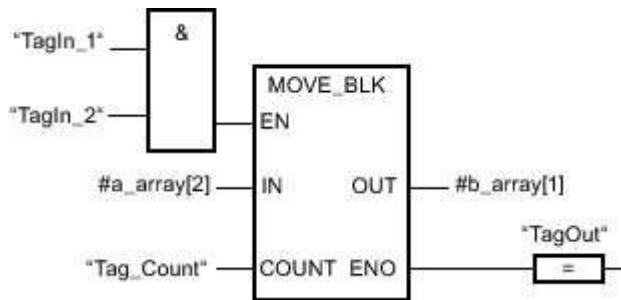 "TagIn_1"
&
"TagIn_2"
MOVE_BLK
EN
#a_array[2]
IN
OUT
#b_array[1]
"Tag_Count"
COUNT
ENO
"TagOut"
=